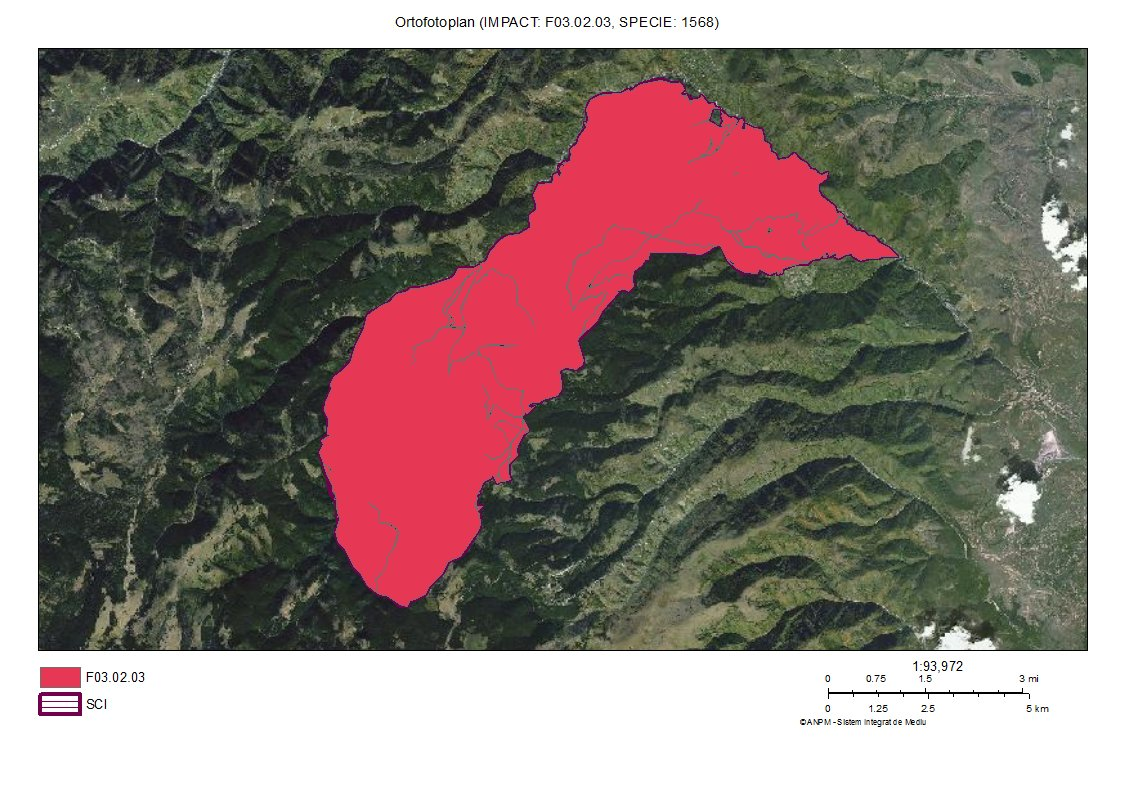 Ortofotoplan (IMPACT: F03.02.03, SPECIE: 1568)
F03.02.03
SCI
1:93,972
0 0.75 1.5 3 mi
0 1.25 2.5 5 km
©ANPM - Sistem Integrat de Mediu